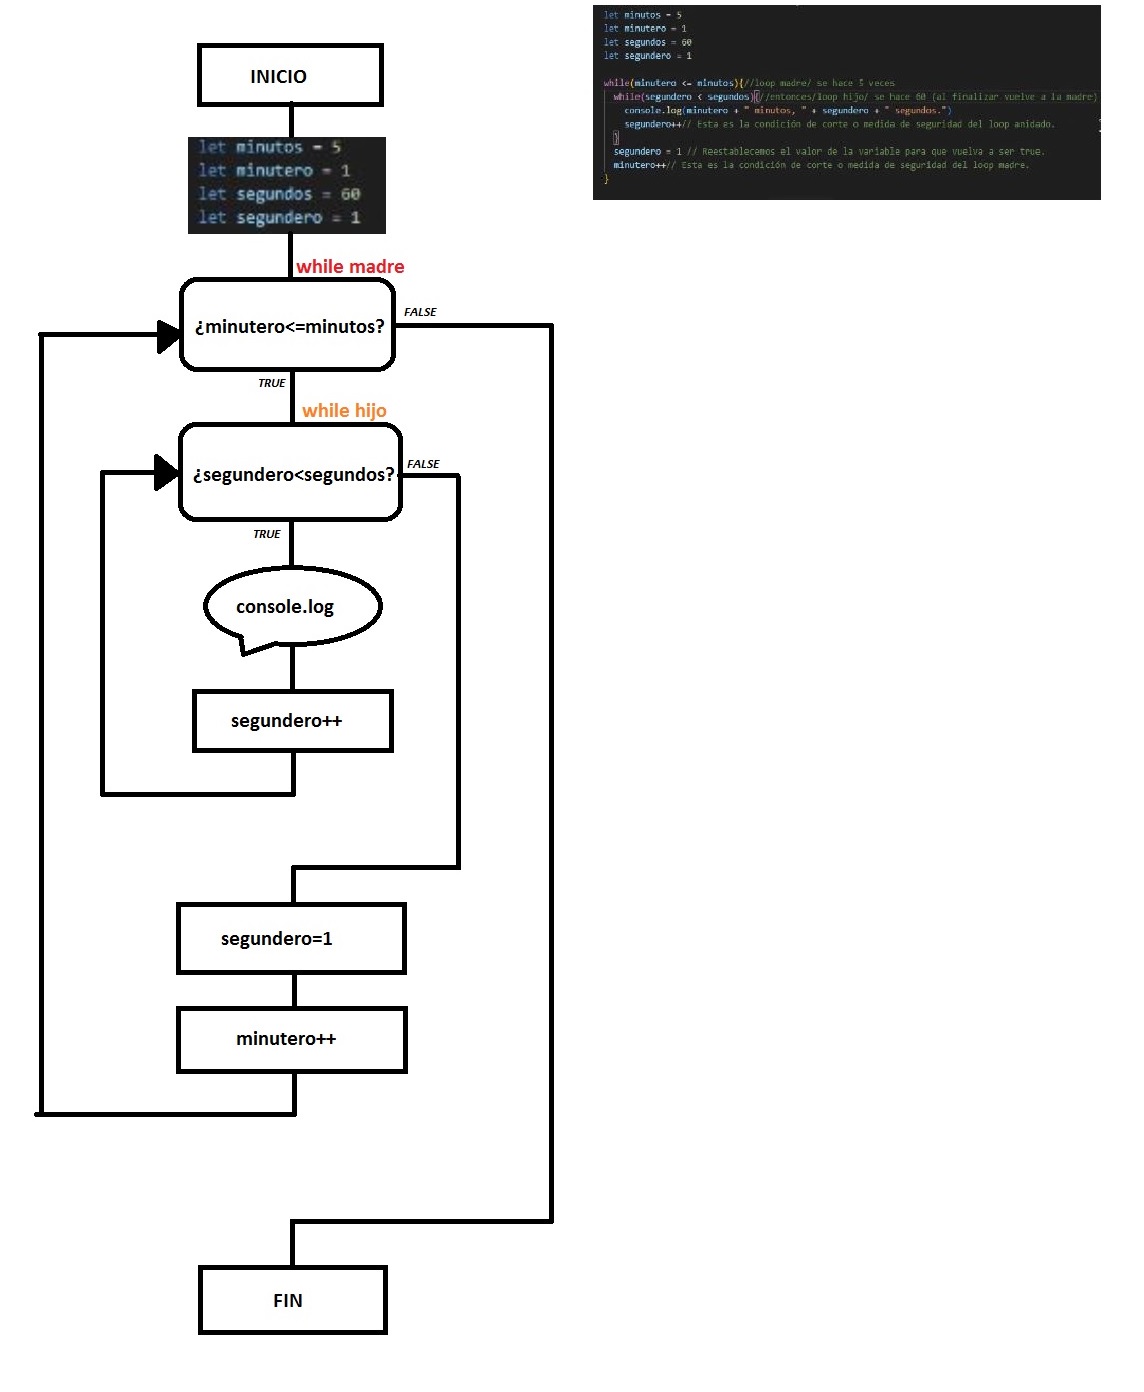 INICIO
let minutos = 5
let minutero = 1
let segundos = 60
let segundero = 1
while madre
¿minutero<=minutos?
FALSE
TRUE
while hijo
¿segundero<segundos?
FALSE
TRUE
console.log
segundero++
segundero=1
minutero++
FIN
let minutos = 5
let minutero = 1
let segundos = 60
let segundero = 1
while(minutero <= minutos){//loop madre/ se hace 5 veces
while(segundero < segundos){//entonces/loop hijo/ se hace 60 (al finalizar vuelve a la madre)
console.log(minutero + " minutos, " + segundero + " segundos.")
segundero++// Esta es la condición de corte o medida de seguridad del loop anidado.
}
segundero = 1 // Reestablecemos el valor de la variable para que vuelva a ser true.
minutero++// Esta es la condición de corte o medida de seguridad del loop madre.
}